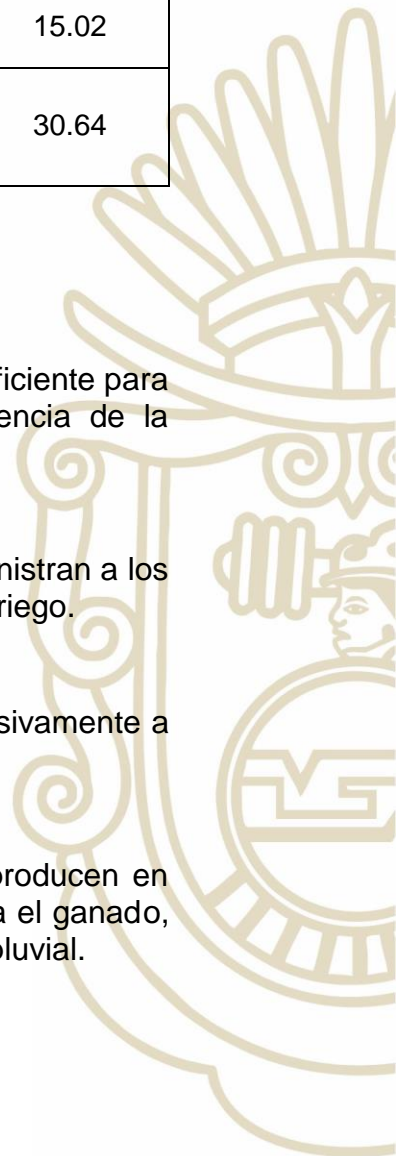 15.02
30.64
ficiente para
encia de la
nistran a los
riego.
sivamente a
producen en
a el ganado,
pluvial.